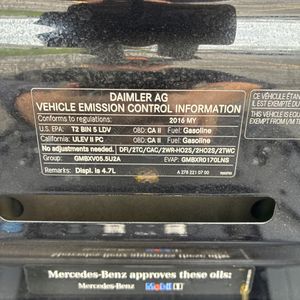 DAIMLER AG
VEHICLE EMISSION CONTROL INFORMATION
Conforms to regulations: 2016 MY
U.S. EPA: T2 BIN 5 LDV OBD: CA II Fuel: Gasoline
California: ULEV II PC OBD: CA II Fuel: Gasoline
No adjustments needed. DFI/2TC/CAC/2WR-HO2S/2HO2S/2TWC
Group: GMBXV05.5U2A EVAP: GMBXR0170LNS
Remarks: Displ. is 4.7L A 278 221 07 00
CE VÉHICULE ÉTAN
EST EXEMPT DU
THIS VEHICLE IS
EXEMPT FROM T
Mercedes-Benz approves these oils:
Mercedes-Benz Mobil